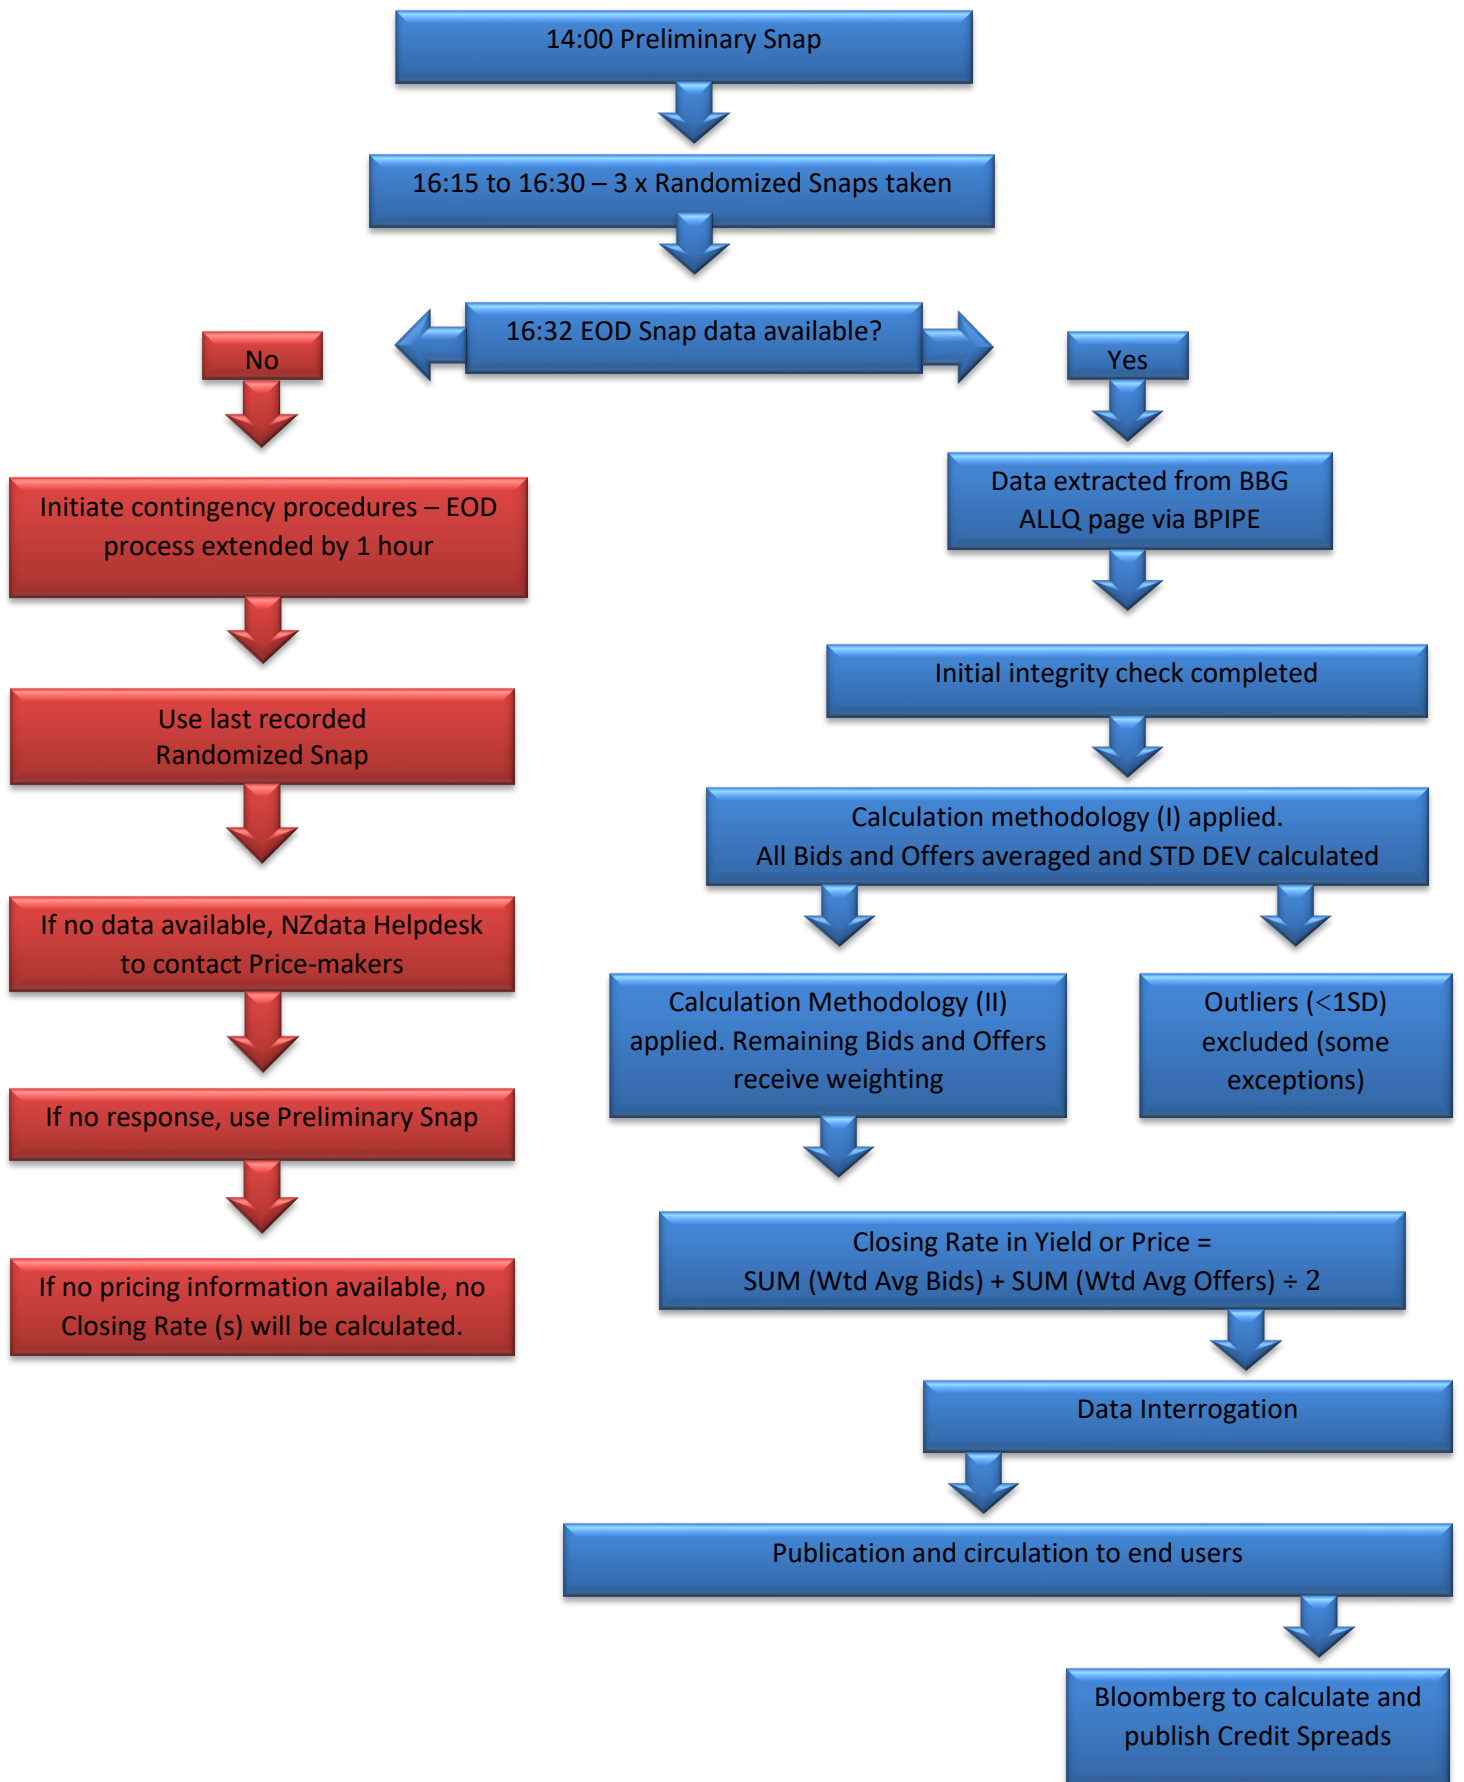 14:00 Preliminary Snap
16:15 to 16:30 – 3 x Randomized Snaps taken
16:32 EOD Snap data available?
No
Yes
Initiate contingency procedures – EOD
process extended by 1 hour
Use last recorded
Randomized Snap
If no data available, NZdata Helpdesk
to contact Price-makers
If no response, use Preliminary Snap
If no pricing information available, no
Closing Rate (s) will be calculated.
Data extracted from BBG
ALLQ page via BPIPE
Initial integrity check completed
Calculation methodology (I) applied.
All Bids and Offers averaged and STD DEV calculated
Calculation Methodology (II)
applied. Remaining Bids and Offers
receive weighting
Outliers (<1SD)
excluded (some
exceptions)
Closing Rate in Yield or Price =
SUM (Wtd Avg Bids) + SUM (Wtd Avg Offers) ÷ 2
Data Interrogation
Publication and circulation to end users
Bloomberg to calculate and
publish Credit Spreads